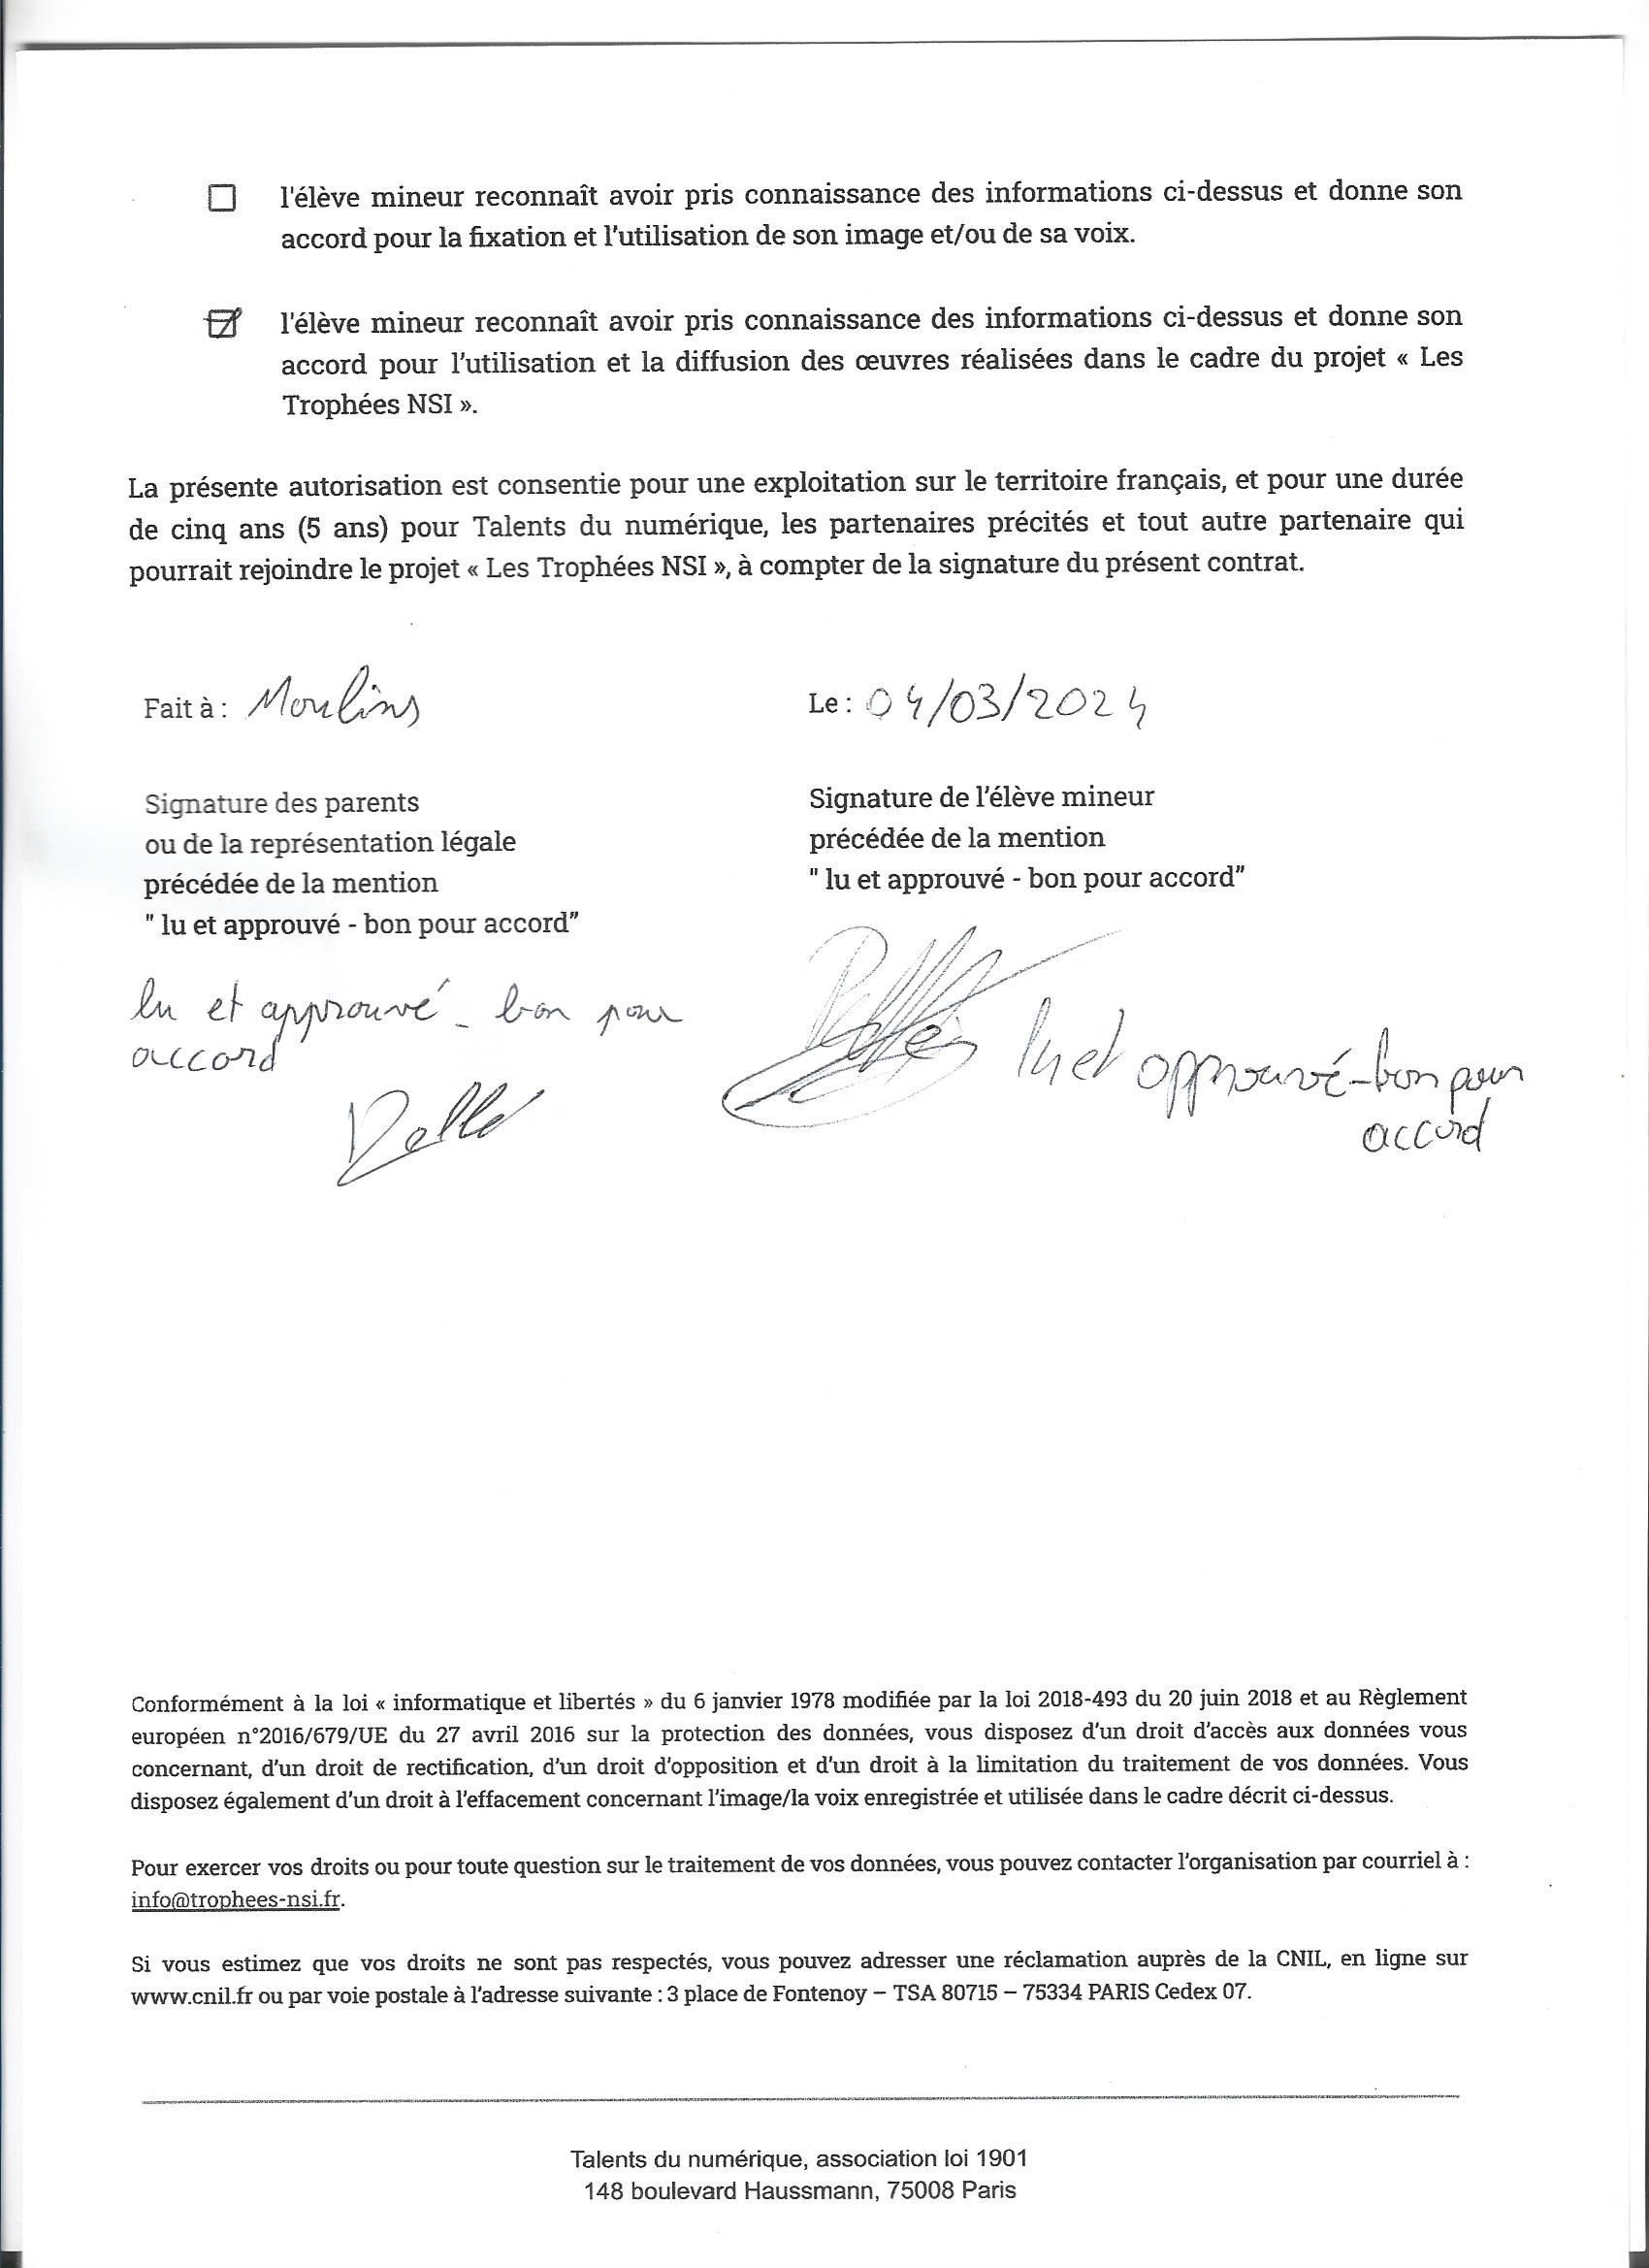 l'élève mineur reconnaît avoir pris connaissance des informations ci-dessus et donne son
accord pour la fixation et l'utilisation de son image et/ou de sa voix.
l'élève mineur reconnaît avoir pris connaissance des informations ci-dessus et donne son
accord pour l'utilisation et la diffusion des œuvres réalisées dans le cadre du projet « Les
Trophées NSI ».
La présente autorisation est consentie pour une exploitation sur le territoire français, et pour une durée
de cinq ans (5 ans) pour Talents du numérique, les partenaires précités et tout autre partenaire qui
pourrait rejoindre le projet « Les Trophées NSI », à compter de la signature du présent contrat.
Fait à : Moulins
Le : 04/03/2024
Signature des parents
ou de la représentation légale
précédée de la mention
" lu et approuvé - bon pour accord”
lu et approuvé - bon pour
accord
Signature de l'élève mineur
précédée de la mention
" lu et approuvé - bon pour accord”
lu et approuvé - bon pour
accord
Conformément à la loi « informatique et libertés » du 6 janvier 1978 modifiée par la loi 2018-493 du 20 juin 2018 et au Règlement
européen n°2016/679/UE du 27 avril 2016 sur la protection des données, vous disposez d'un droit d'accès aux données vous
concernant, d'un droit de rectification, d'un droit d'opposition et d'un droit à la limitation du traitement de vos données. Vous
disposez également d'un droit à l'effacement concernant l'image/la voix enregistrée et utilisée dans le cadre décrit ci-dessus.
Pour exercer vos droits ou pour toute question sur le traitement de vos données, vous pouvez contacter l'organisation par courriel à :
info@trophees-nsi.fr.
Si vous estimez que vos droits ne sont pas respectés, vous pouvez adresser une réclamation auprès de la CNIL, en ligne sur
www.cnil.fr ou par voie postale à l'adresse suivante : 3 place de Fontenoy – TSA 80715 – 75334 PARIS Cedex 07.
Talents du numérique, association loi 1901
148 boulevard Haussmann, 75008 Paris